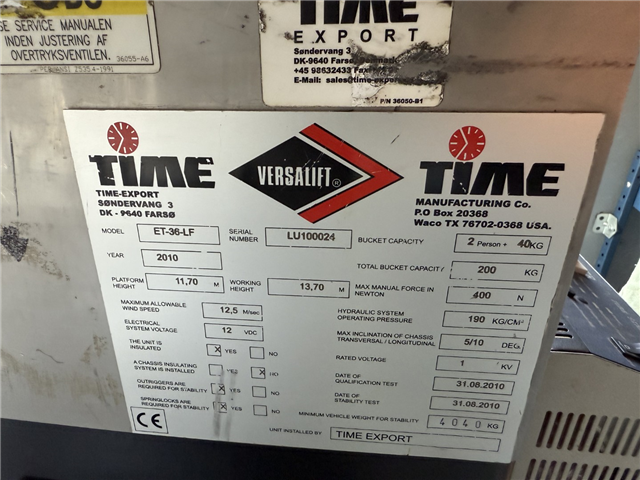 SE SERVICE MANUALEN
INDEN JUSTERING AF
OVERTRYKSVENTILEN.
36055-A6
TIME
EXPORT
Søndervang 3
DK-9640 Farsø,
+45 98632433
E-Mail: sales@time-export
P/N 36050-B1
TIME
TIME-EXPORT
SØNDERVANG 3
DK - 9640 FARSØ
VERSALIFT ®
TIME
MANUFACTURING Co.
P.O Box 20368
Waco TX 76702-0368 USA.
MODEL ET-36-LF
SERIAL NUMBER LU100024
BUCKET CAPACITY 2 Person + 40KG
YEAR 2010
TOTAL BUCKET CAPACITY 200 KG
PLATFORM HEIGHT 11,70 M
WORKING HEIGHT 13,70 M
MAX MANUAL FORCE IN NEWTON 400 N
MAXIMUM ALLOWABLE WIND SPEED 12,5 M/sec
HYDRAULIC SYSTEM OPERATING PRESSURE 190 KG/CM²
ELECTRICAL SYSTEM VOLTAGE 12 VDC
MAX INCLINATION OF CHASSIS TRANSVERSAL / LONGITUDINAL 5/10 DEG.
THE UNIT IS INSULATED X YES NO
RATED VOLTAGE 1 KV
A CHASSIS INSULATING SYSTEM IS INSTALLED YES X NO
DATE OF QUALIFICATION TEST 31.08.2010
OUTRIGGERS ARE REQUIRED FOR STABILITY X YES NO
DATE OF STABILITY TEST 31.08.2010
SPRINGLOCKS ARE REQUIRED FOR STABILITY X YES NO
MINIMUM VEHICLE WEIGHT FOR STABILITY 4040 KG
CE
UNIT INSTALLED BY TIME EXPORT